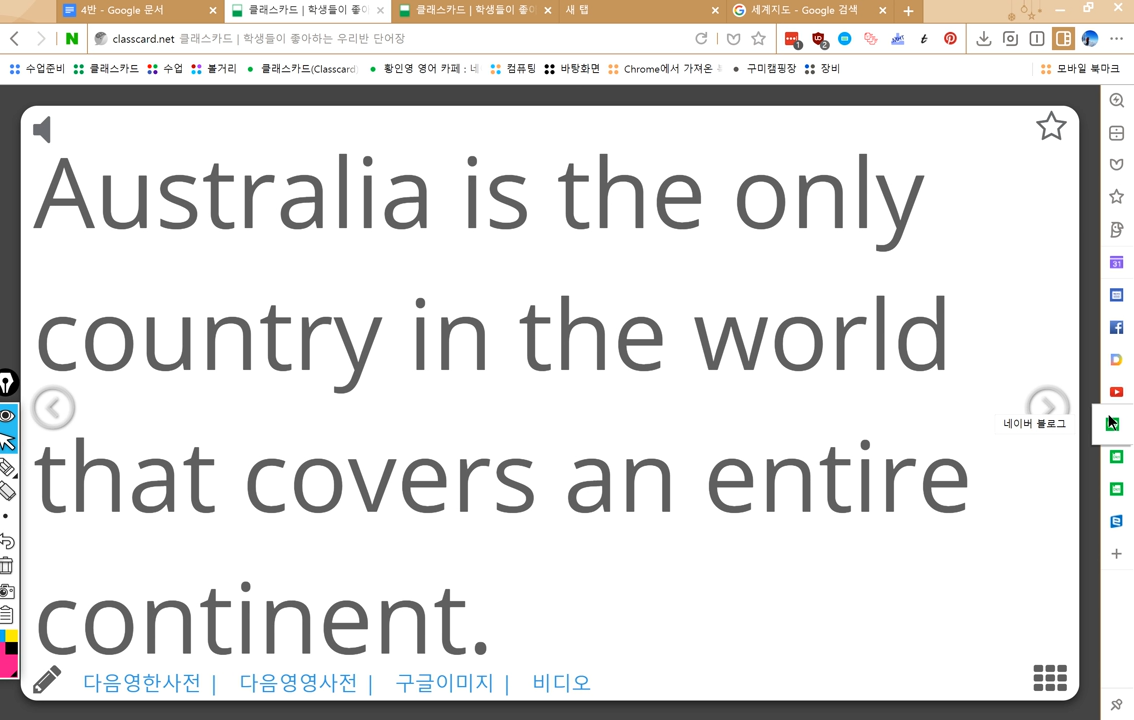 4반 - Google 문서
클래스카드 | 학생들이 좋아
클래스카드 | 학생들이 좋아
새 탭
세계지도 - Google 검색
classcard.net 클래스카드 | 학생들이 좋아하는 우리반 단어장
수업준비 클래스카드 수업 볼거리 클래스카드(Classcard) 황인영 영어 카페 : 네 컴퓨팅 바탕화면 Chrome에서 가져온 구미캠핑장 장비 모바일 북마크
Australia is the only
country in the world
that covers an entire
continent.
네이버 블로그
다음영한사전 | 다음영영사전 | 구글이미지 | 비디오